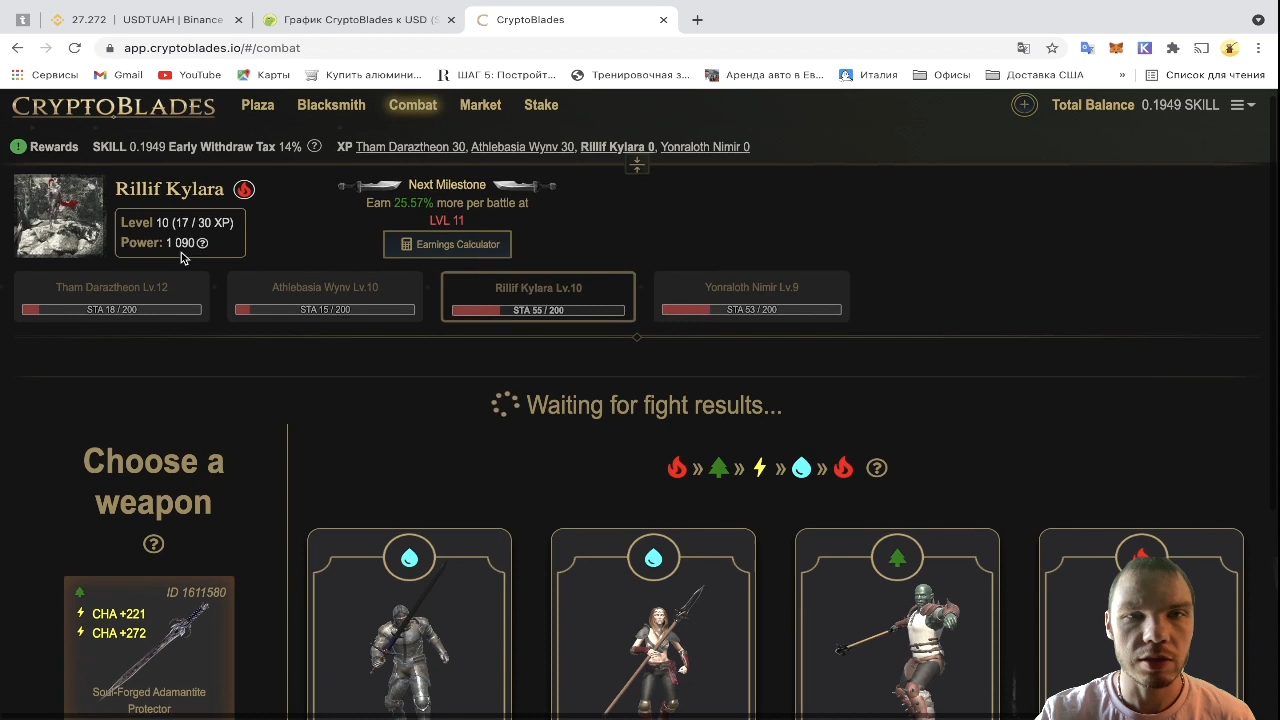 27.272 | USDTUAH | Binance
График CryptoBlades к USD (S
CryptoBlades
app.cryptoblades.io/#/combat
Сервисы Gmail YouTube Карты Купить алюмини... ШАГ 5: Постройт... Тренировочная з... Аренда авто в Ев... Италия Офисы Доставка США » Список для чтения
CRYPTOBLADES Plaza Blacksmith Combat Market Stake Total Balance 0.1949 SKILL
Rewards SKILL 0.1949 Early Withdraw Tax 14% ? XP Tham Daraztheon 30, Athlebasia Wynv 30, Rillif Kylara 0, Yonraloth Nimir 0
Rillif Kylara
Level 10 (17 / 30 XP)
Power: 1 090 ?
Next Milestone
Earn 25.57% more per battle at
LVL 11
Earnings Calculator
Tham Daraztheon Lv.12
STA 18 / 200
Athlebasia Wynv Lv.10
STA 15 / 200
Rillif Kylara Lv.10
STA 55 / 200
Yonraloth Nimir Lv.9
STA 53 / 200
Waiting for fight results...
Choose a
weapon
?
» » » » ?
ID 1611580
CHA +221
CHA +272
Soul-Forged Adamantite
Protector